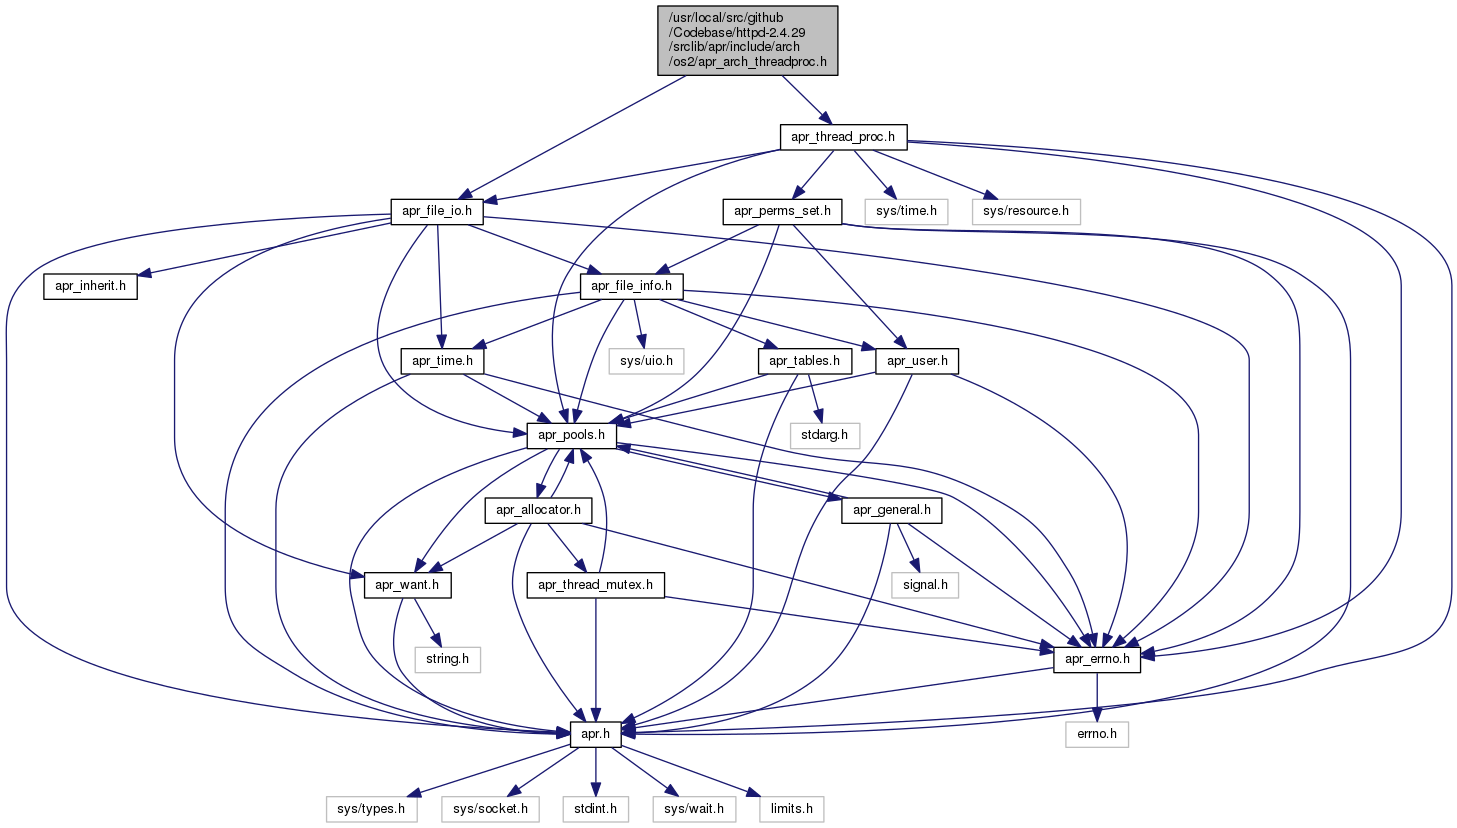 /usr/local/src/github
/Codebase/httpd-2.4.29
/srclib/apr/include/arch
/os2/apr_arch_threadproc.h
apr_thread_proc.h
apr_file_io.h
apr_perms_set.h
sys/time.h
sys/resource.h
apr_inherit.h
apr_file_info.h
apr_time.h
sys/uio.h
apr_tables.h
apr_user.h
apr_pools.h
stdarg.h
apr_allocator.h
apr_general.h
apr_want.h
apr_thread_mutex.h
signal.h
string.h
apr_errno.h
apr.h
errno.h
sys/types.h
sys/socket.h
stdint.h
sys/wait.h
limits.h